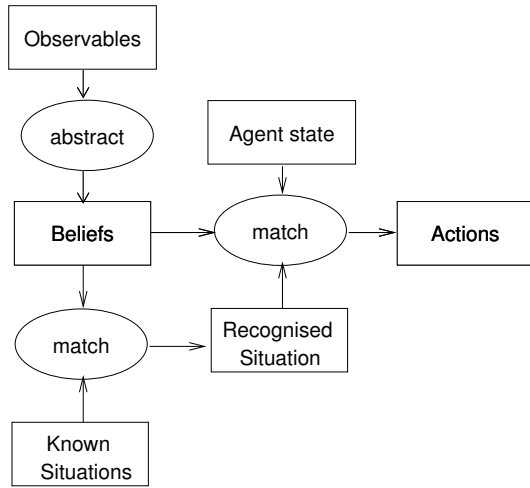 Observables
abstract
Agent state
Beliefs
match
Actions
match
Recognised
Situation
Known
Situations